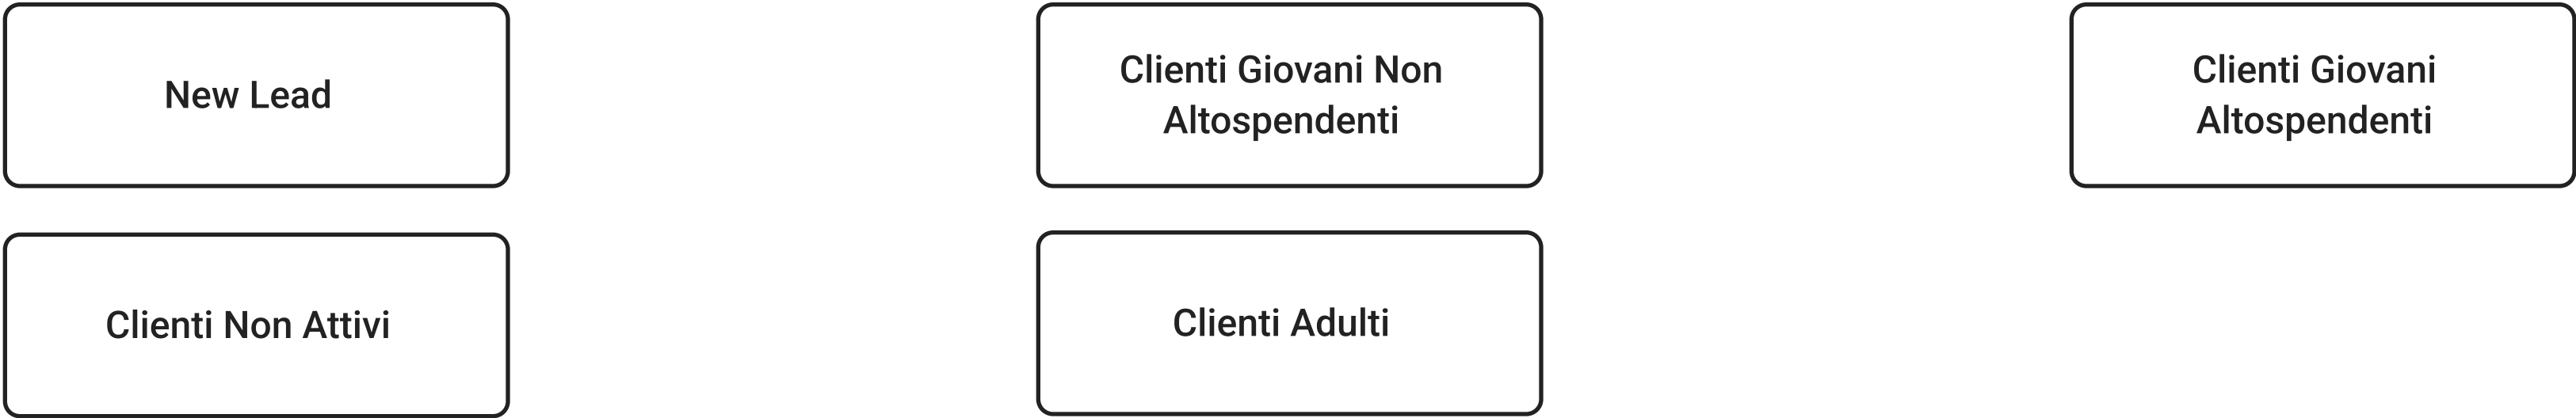 New Lead
Clienti Giovani Non
Altospendenti
Clienti Giovani
Altospendenti
Clienti Non Attivi
Clienti Adulti